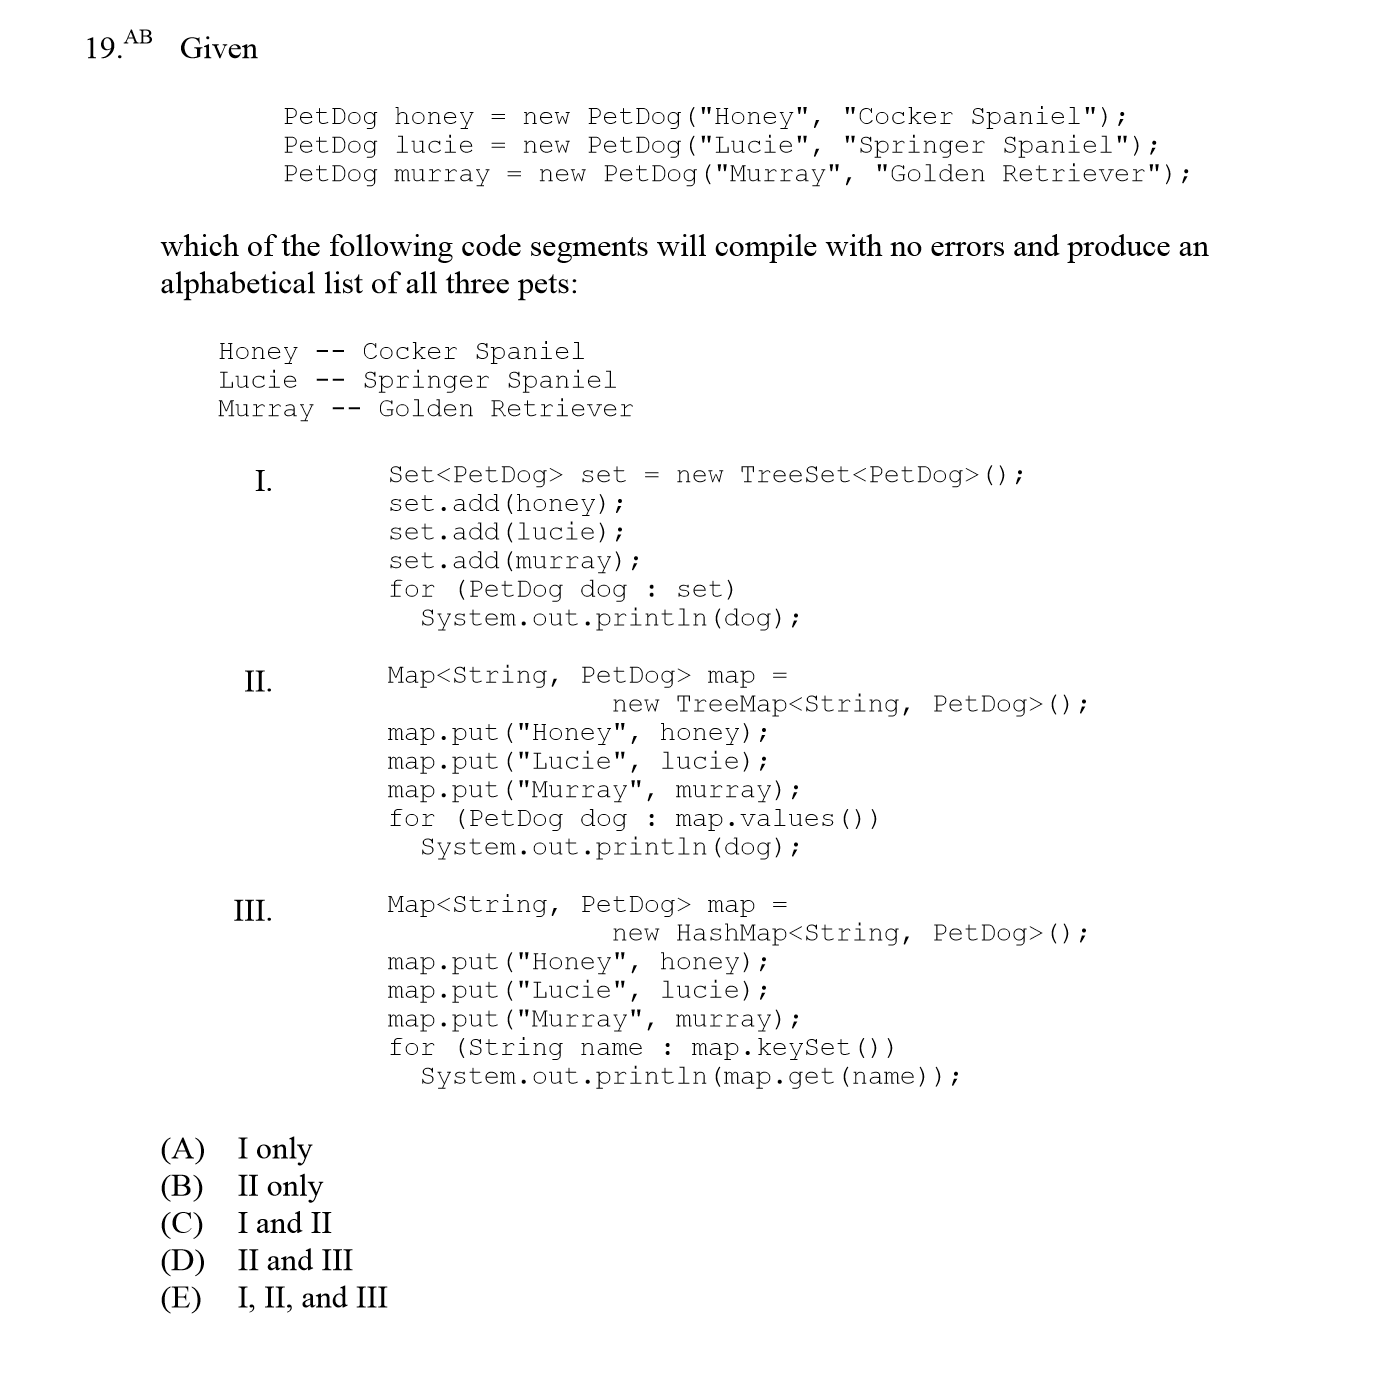 19.AB Given
PetDog honey = new PetDog("Honey", "Cocker Spaniel");
PetDog lucie = new PetDog("Lucie", "Springer Spaniel");
PetDog murray = new PetDog("Murray", "Golden Retriever");
which of the following code segments will compile with no errors and produce an
alphabetical list of all three pets:
Honey -- Cocker Spaniel
Lucie -- Springer Spaniel
Murray -- Golden Retriever
I. Set<PetDog> set = new TreeSet<PetDog>();
set.add(honey);
set.add(lucie);
set.add(murray);
for (PetDog dog : set)
System.out.println(dog);
II. Map<String, PetDog> map =
new TreeMap<String, PetDog>();
map.put("Honey", honey);
map.put("Lucie", lucie);
map.put("Murray", murray);
for (PetDog dog : map.values())
System.out.println(dog);
III. Map<String, PetDog> map =
new HashMap<String, PetDog>();
map.put("Honey", honey);
map.put("Lucie", lucie);
map.put("Murray", murray);
for (String name : map.keySet())
System.out.println(map.get(name));
(A) I only
(B) II only
(C) I and II
(D) II and III
(E) I, II, and III